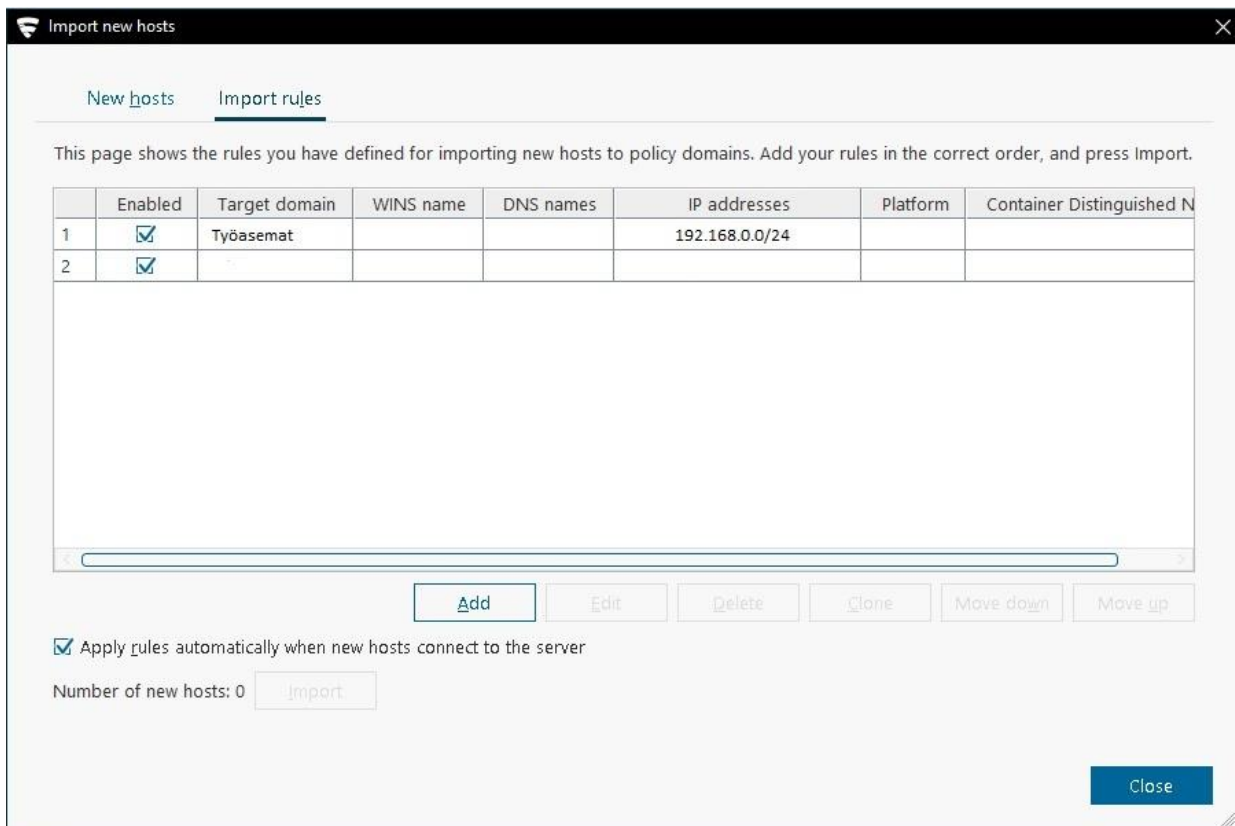 Import new hosts
New hosts Import rules
This page shows the rules you have defined for importing new hosts to policy domains. Add your rules in the correct order, and press Import.
Enabled Target domain WINS name DNS names IP addresses Platform Container Distinguished N
1 Työasemat 192.168.0.0/24
2
Add Edit Delete Clone Move down Move up
Apply rules automatically when new hosts connect to the server
Number of new hosts: 0 Import
Close